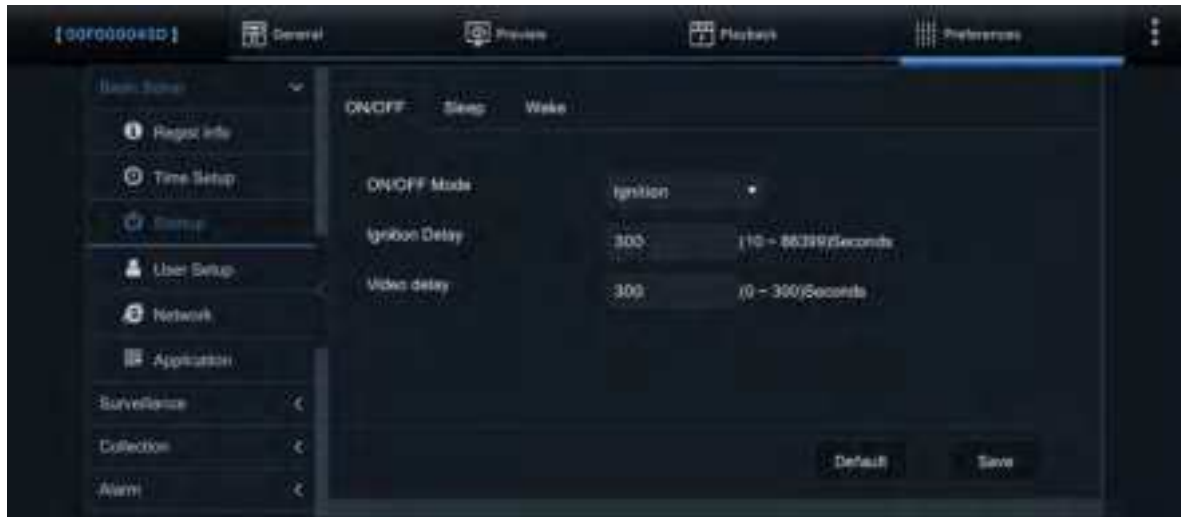 General
Preview
Playback
Preferences
Basic Setup
Regist Info
Time Setup
Startup
User Setup
Network
Application
Surveillance
Collection
Alarm
ON/OFF Sleep Wake
ON/OFF Mode Ignition
Ignition Delay 300 (10 ~ 86399)Seconds
Video delay 300 (0 ~ 300)Seconds
Default Save